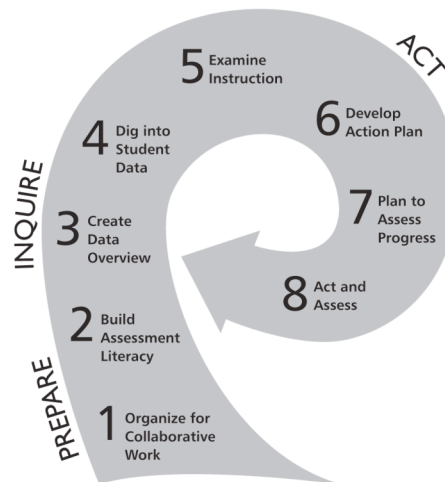 ACT
5 Examine
Instruction
6 Develop
Action Plan
4 Dig into
Student
Data
7 Plan to
Assess
Progress
INQUIRE
3 Create
Data
Overview
8 Act and
Assess
2 Build
Assessment
Literacy
PREPARE
1 Organize for
Collaborative
Work